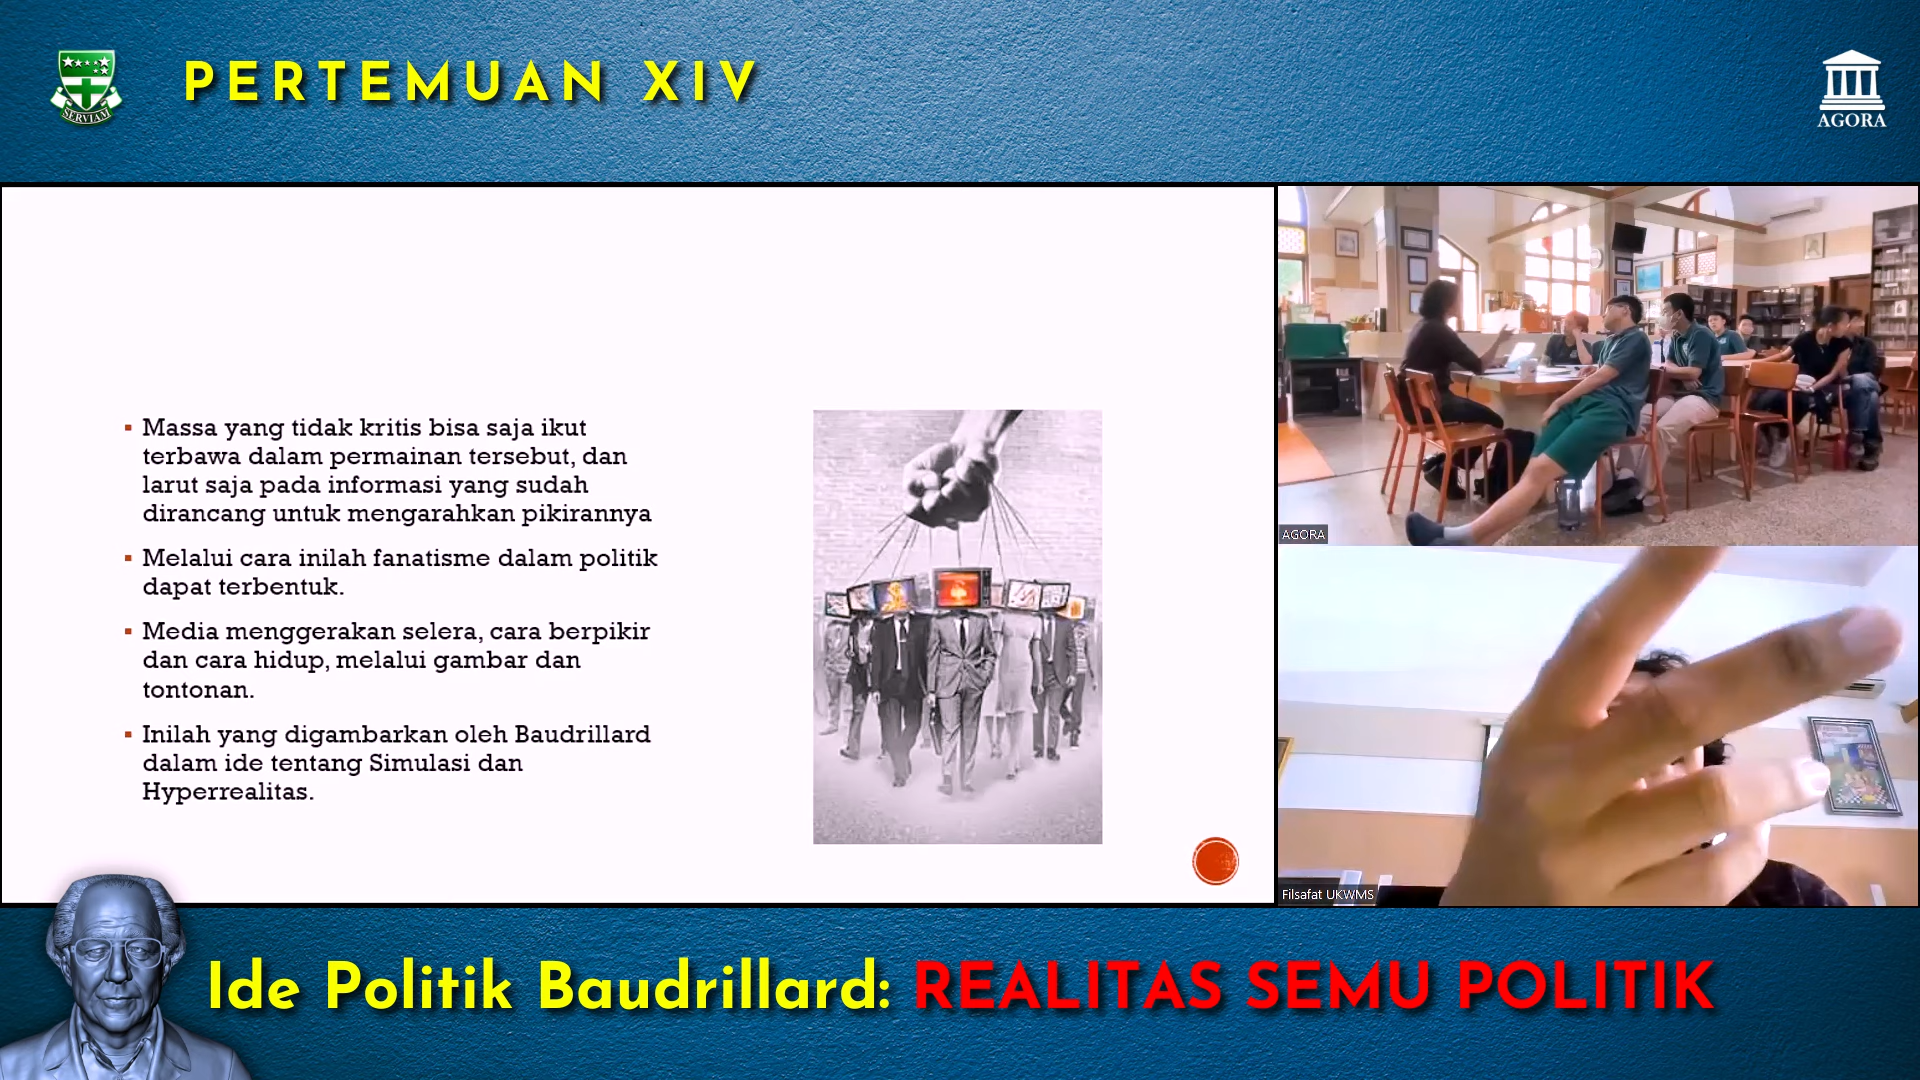 PERTEMUAN XIV
SERVIAM
AGORA
▪ Massa yang tidak kritis bisa saja ikut
terbawa dalam permainan tersebut, dan
larut saja pada informasi yang sudah
dirancang untuk mengarahkan pikirannya
▪ Melalui cara inilah fanatisme dalam politik
dapat terbentuk.
▪ Media menggerakan selera, cara berpikir
dan cara hidup, melalui gambar dan
tontonan.
▪ Inilah yang digambarkan oleh Baudrillard
dalam ide tentang Simulasi dan
Hyperrealitas.
AGORA
Filsafat UKWMS
Ide Politik Baudrillard: REALITAS SEMU POLITIK